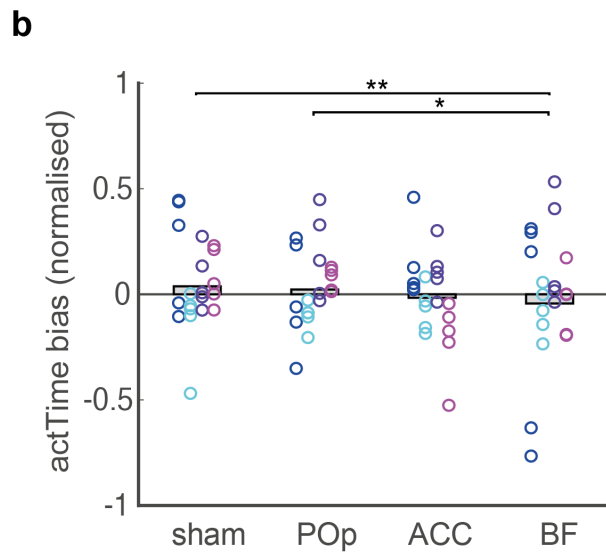 b
1
**
*
0.5
0
-0.5
-1
actTime bias (normalised)
sham POp ACC BF